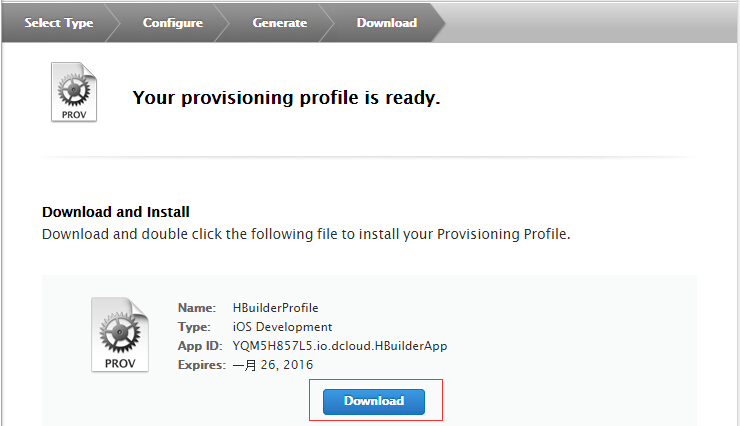 Select Type Configure Generate Download
PROV
Your provisioning profile is ready.
Download and Install
Download and double click the following file to install your Provisioning Profile.
PROV
Name: HBuilderProfile
Type: iOS Development
App ID: YQM5H857L5.io.dcloud.HBuilderApp
Expires: 一月 26, 2016
Download